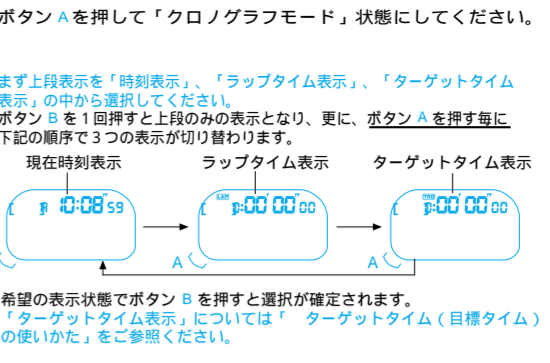 ボタン A を押して「クロノグラフモード」状態にしてください。
まず上段表示を「時刻表示」、「ラップタイム表示」、「ターゲットタイム
表示」の中から選択してください。
ボタン B を1回押すと上段のみの表示となり、更に、ボタン A を押す毎に
下記の順序で3つの表示が切り替わります。
現在時刻表示 ラップタイム表示 ターゲットタイム表示
10:08″59 LAP 0:00′00″00 TRG 0:00′00″00
A A
希望の表示状態でボタン B を押すと選択が確定されます。
「ターゲットタイム表示」については「 ターゲットタイム(目標タイム)
の使いかた」をご参照ください。